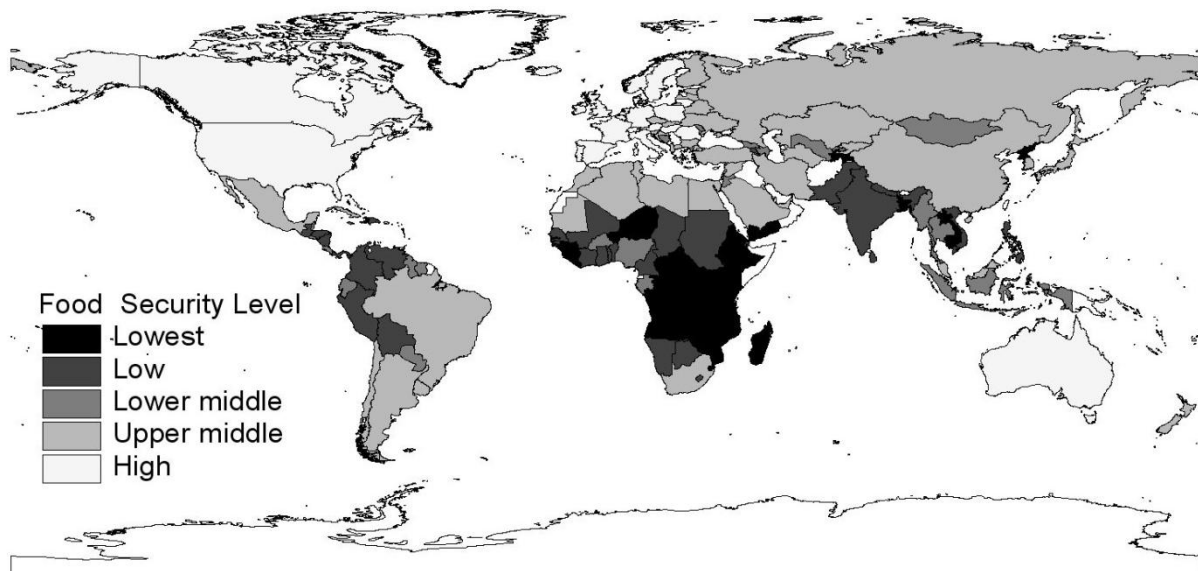 Food Security Level
Lowest
Low
Lower middle
Upper middle
High